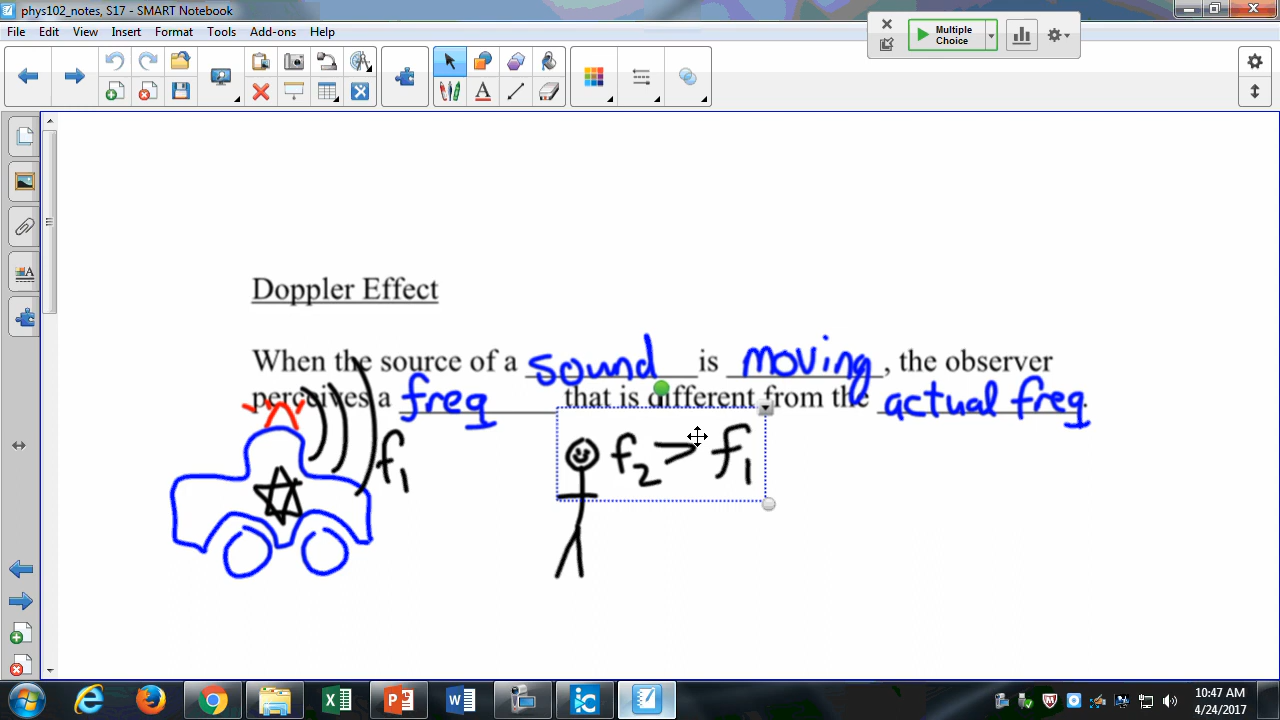 phys102_notes, S17 - SMART Notebook
File Edit View Insert Format Tools Add-ons Help
Multiple
Choice
Doppler Effect
When the source of a sound is moving, the observer
perceives a freq that is different from the actual freq.
f1
f2 > f1
10:47 AM
4/24/2017